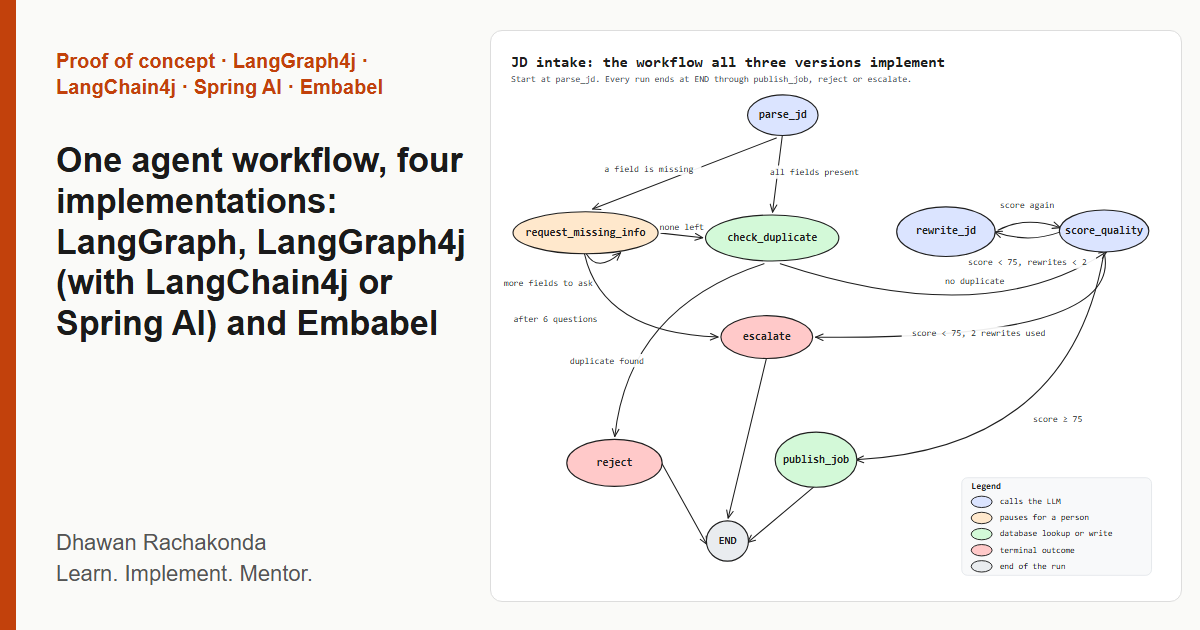 Proof of concept · LangGraph4j ·
LangChain4j · Spring AI · Embabel
One agent workflow, four
implementations:
LangGraph, LangGraph4j
(with LangChain4j or
Spring AI) and Embabel
Dhawan Rachakonda
Learn. Implement. Mentor.
JD intake: the workflow all three versions implement
Start at parse_jd. Every run ends at END through publish_job, reject or escalate.
parse_jd
a field is missing
all fields present
request_missing_info
none left
check_duplicate
rewrite_jd
score again
score_quality
score < 75, rewrites < 2
no duplicate
more fields to ask
after 6 questions
escalate
score < 75, 2 rewrites used
duplicate found
score ≥ 75
reject
publish_job
END
Legend
calls the LLM
pauses for a person
database lookup or write
terminal outcome
end of the run